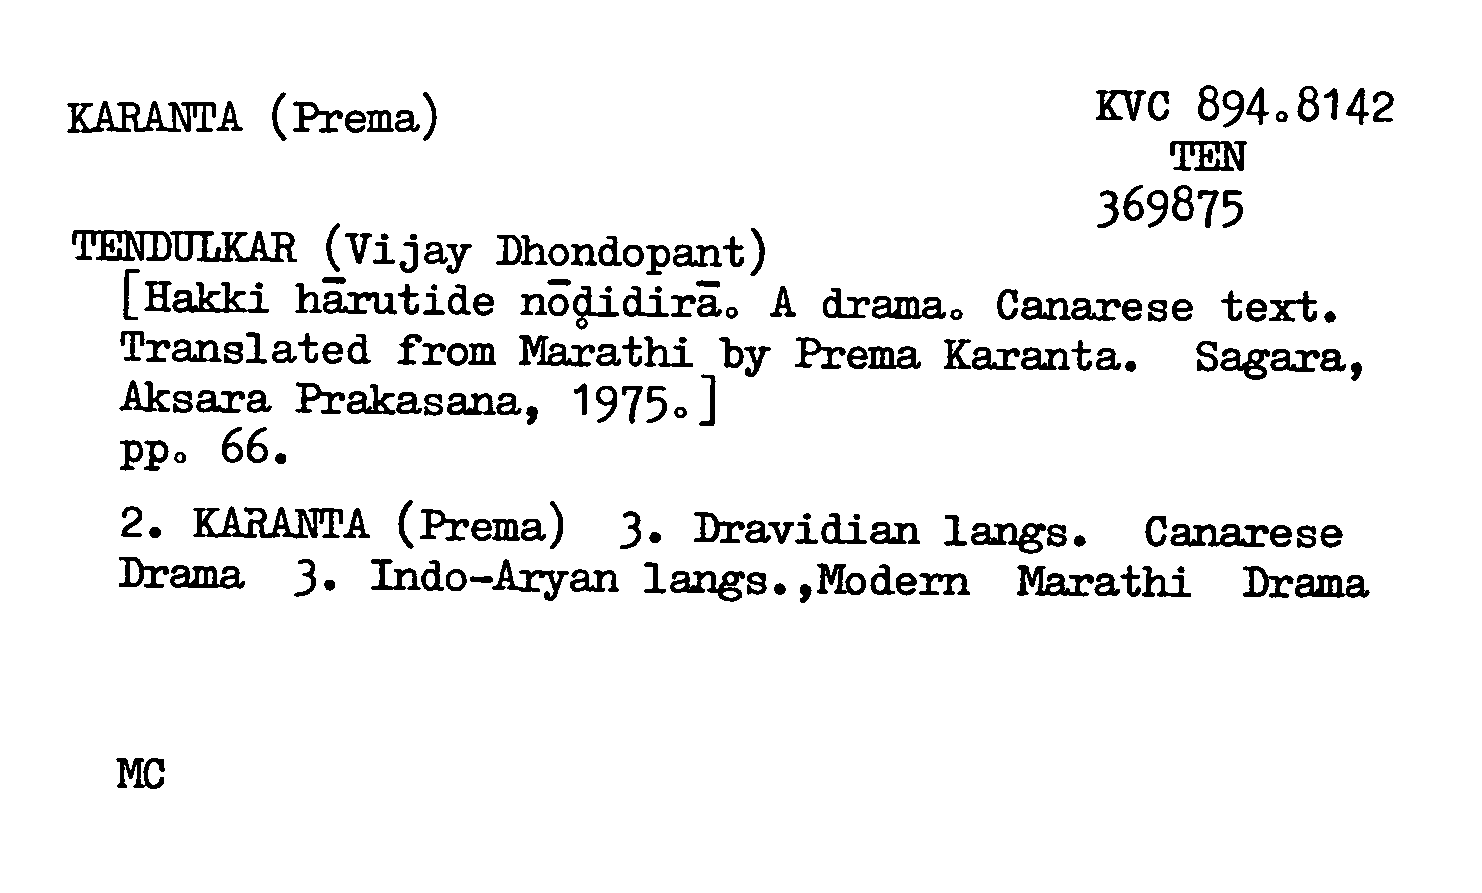 KARANTA (Prema)
KVC 894.8142
TEN
369875
TENDULKAR (Vijay Dhondopant)
[Hakki hārutide nōḍidirā. A drama. Canarese text.
Translated from Marathi by Prema Karanta. Sagara,
Aksara Prakasana, 1975.]
pp. 66.
2. KARANTA (Prema) 3. Dravidian langs. Canarese
Drama 3. Indo-Aryan langs.,Modern Marathi Drama
MC